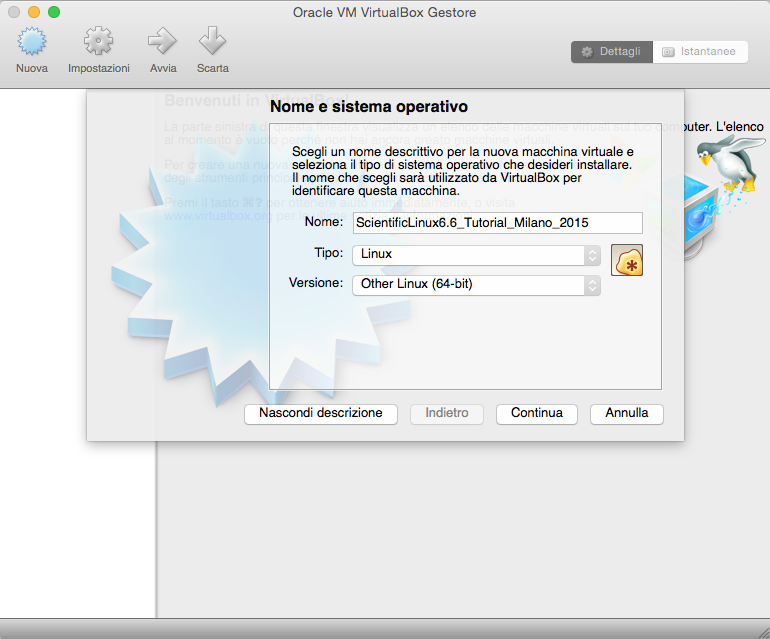 Oracle VM VirtualBox Gestore
Nuova
Impostazioni
Avvia
Scarta
Dettagli
Istantanee
Benvenuti in VirtualBox!
Nome e sistema operativo
La parte sinistra di questa finestra visualizza un elenco delle macchine virtuali sul tuo computer. L'elenco
al momento è vuoto perché non hai ancora creato macchine virtuali.
Scegli un nome descrittivo per la nuova macchina virtuale e
seleziona il tipo di sistema operativo che desideri installare.
Il nome che scegli sarà utilizzato da VirtualBox per
identificare questa macchina.
Per creare una nuova
degli strumenti princip
Premi il tasto ⌘? per ottenere aiuto immediatamente, o visita
www.virtualbox.org per
Nome:
ScientificLinux6.6_Tutorial_Milano_2015
Tipo:
Linux
Versione:
Other Linux (64-bit)
Nascondi descrizione
Indietro
Continua
Annulla